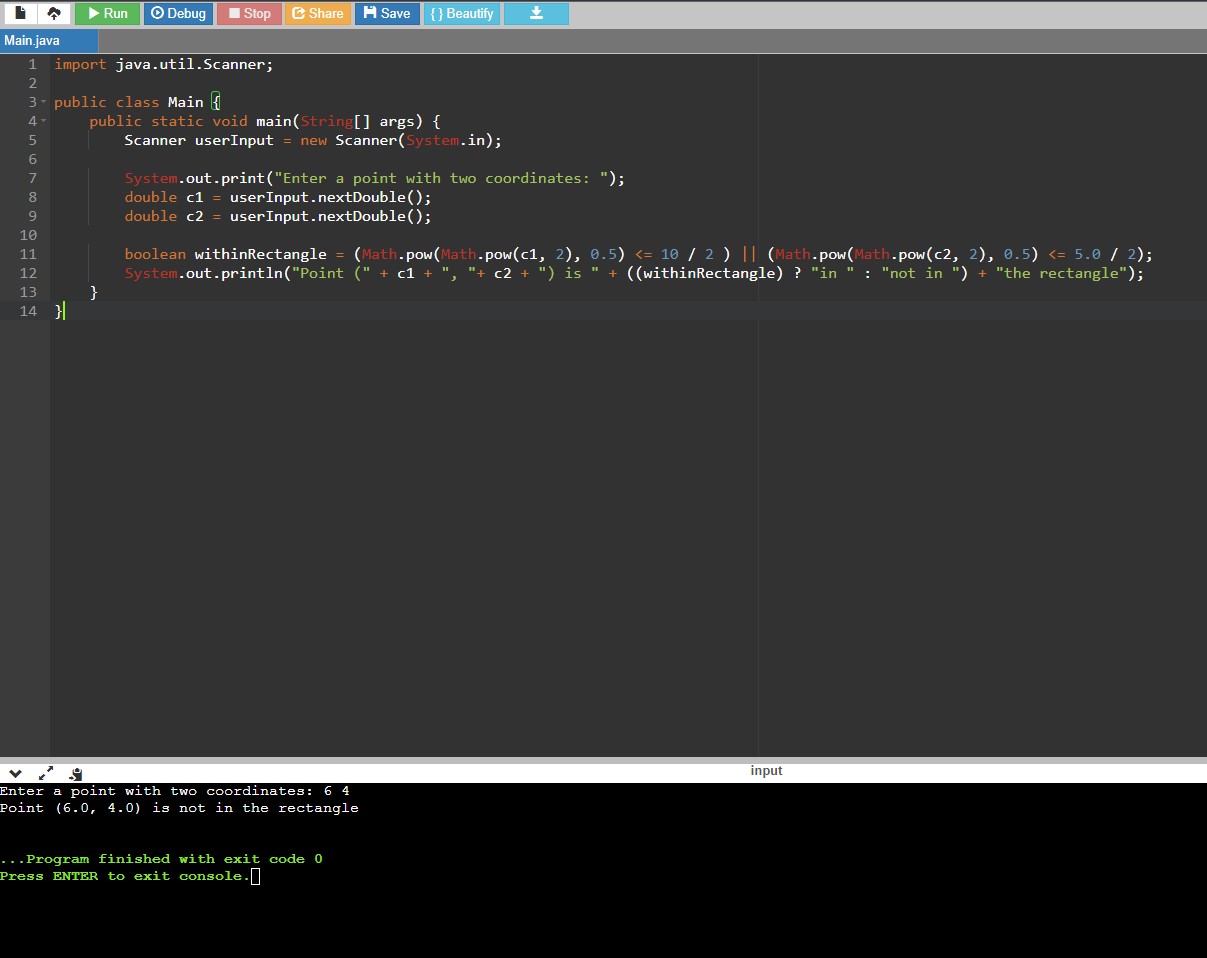 Run Debug Stop Share Save { } Beautify
Main.java
1 import java.util.Scanner;
2
3 public class Main {
4     public static void main(String[] args) {
5         Scanner userInput = new Scanner(System.in);
6
7         System.out.print("Enter a point with two coordinates: ");
8         double c1 = userInput.nextDouble();
9         double c2 = userInput.nextDouble();
10
11         boolean withinRectangle = (Math.pow(Math.pow(c1, 2), 0.5) <= 10 / 2 ) || (Math.pow(Math.pow(c2, 2), 0.5) <= 5.0 / 2);
12         System.out.println("Point (" + c1 + ", "+ c2 + ") is " + ((withinRectangle) ? "in " : "not in ") + "the rectangle");
13     }
14 }
input
Enter a point with two coordinates: 6 4
Point (6.0, 4.0) is not in the rectangle
...Program finished with exit code 0
Press ENTER to exit console.